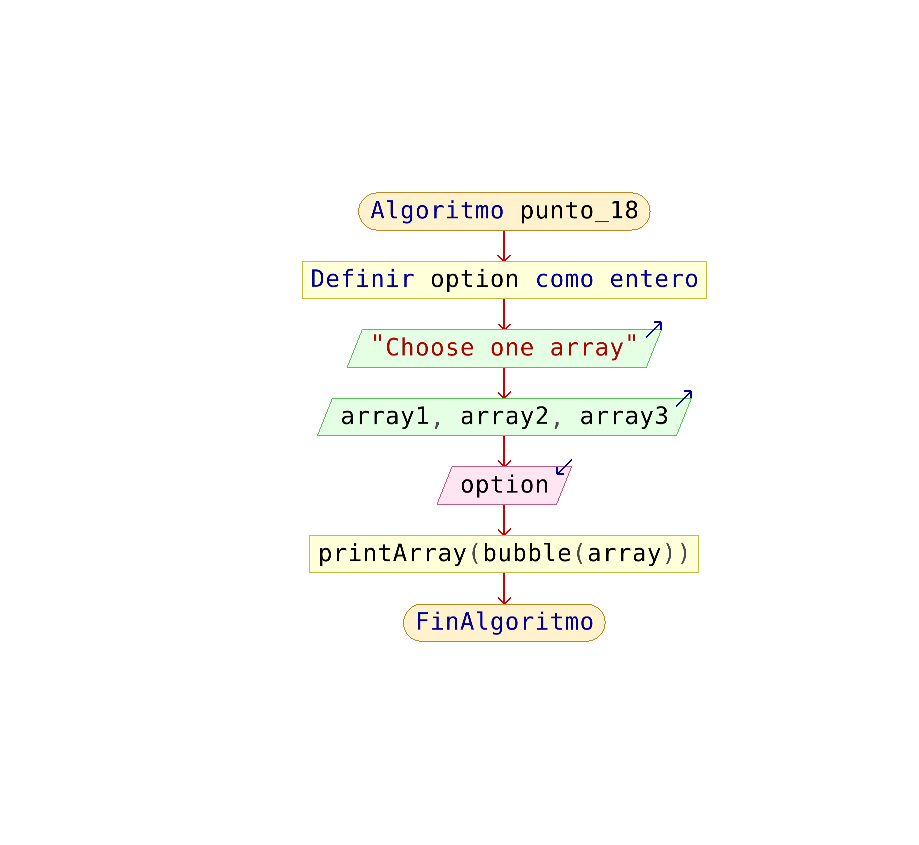 Algoritmo punto_18
Definir option como entero
"Choose one array"
array1, array2, array3
option
printArray(bubble(array))
FinAlgoritmo